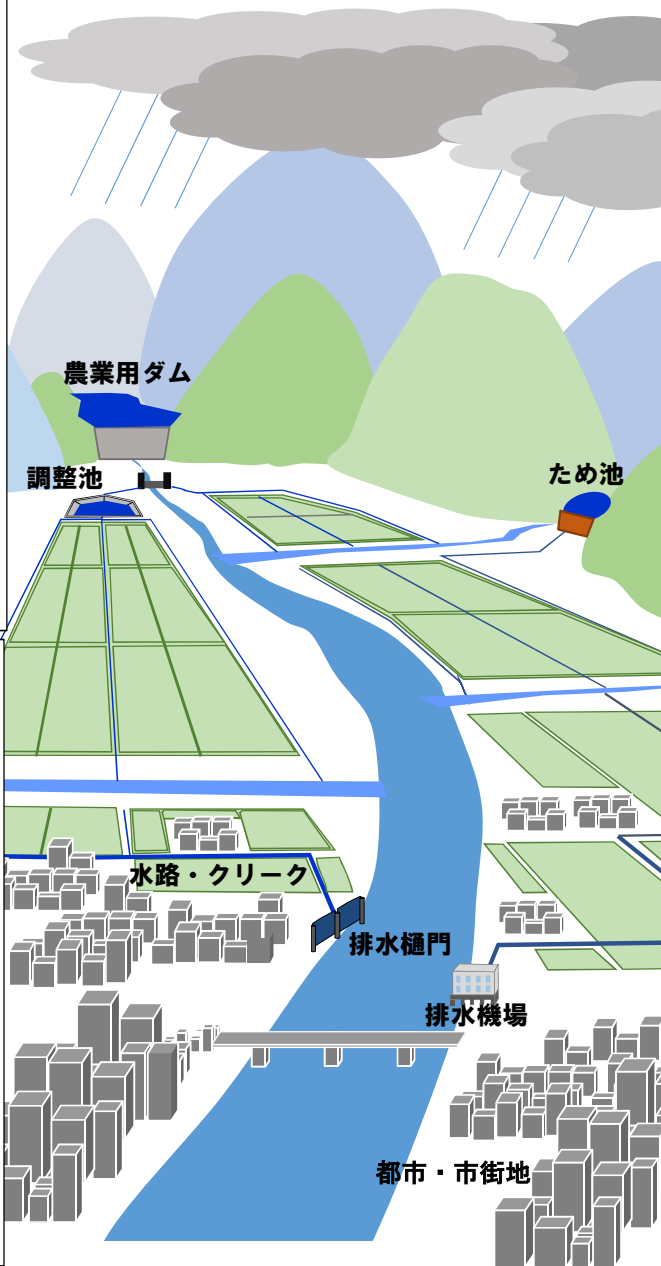 農業用ダム
調整池
ため池
水路・クリーク
排水樋門
排水機場
都市・市街地